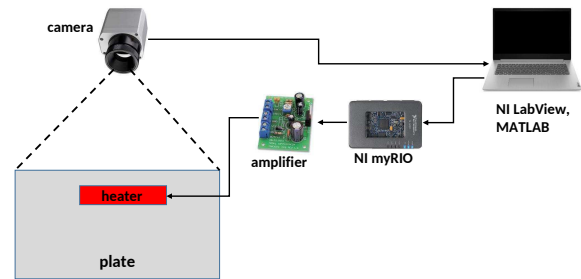 camera
NI LabView,
MATLAB
amplifier
NI myRIO
heater
plate